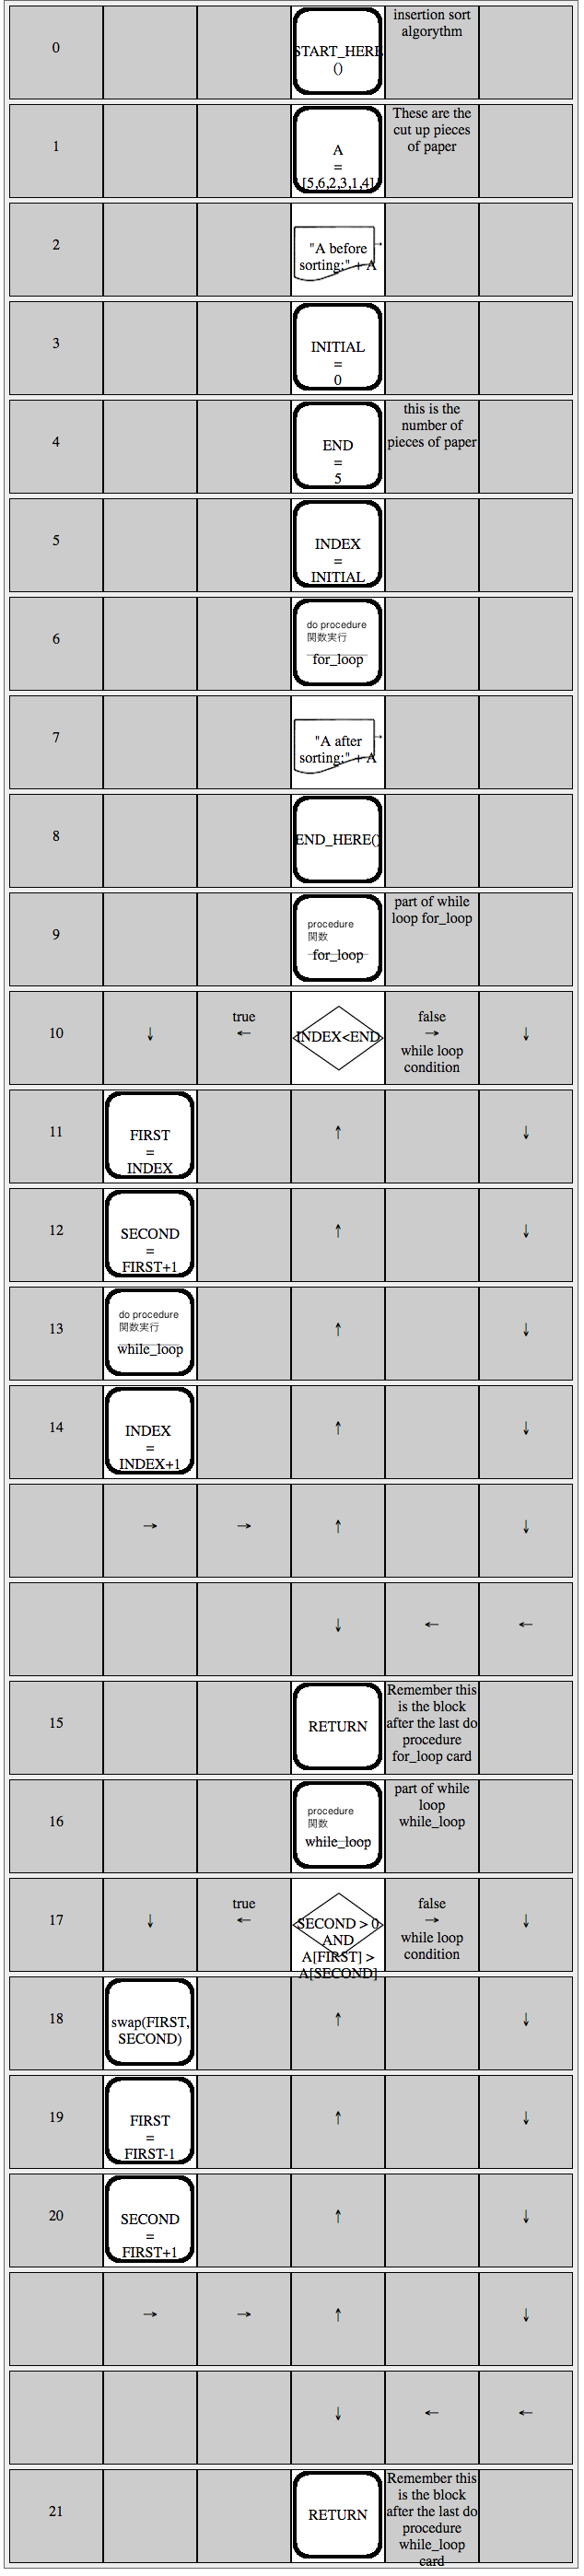 0
START_HERE
()
insertion sort
algorythm
1
A
=
[5,6,2,3,1,4]
These are the
cut up pieces
of paper
2
"A before
sorting:" + A
→
3
INITIAL
=
0
4
END
=
5
this is the
number of
pieces of paper
5
INDEX
=
INITIAL
6
do procedure
関数実行
for_loop
7
"A after
sorting:" + A
→
8
END_HERE()
9
procedure
関数
for_loop
part of while
loop for_loop
10
↓
true
←
INDEX<END
false
→
while loop
condition
↓
11
FIRST
=
INDEX
↑
↓
12
SECOND
=
FIRST+1
↑
↓
13
do procedure
関数実行
while_loop
↑
↓
14
INDEX
=
INDEX+1
↑
↓
→ → ↑ ↓
↓ ← ←
15
RETURN
Remember this
is the block
after the last do
procedure
for_loop card
16
procedure
関数
while_loop
part of while
loop
while_loop
17
↓
true
←
SECOND > 0
AND
A[FIRST] >
A[SECOND]
false
→
while loop
condition
↓
18
swap(FIRST,
SECOND)
↑
↓
19
FIRST
=
FIRST-1
↑
↓
20
SECOND
=
FIRST+1
↑
↓
→ → ↑ ↓
↓ ← ←
21
RETURN
Remember this
is the block
after the last do
procedure
while_loop
card